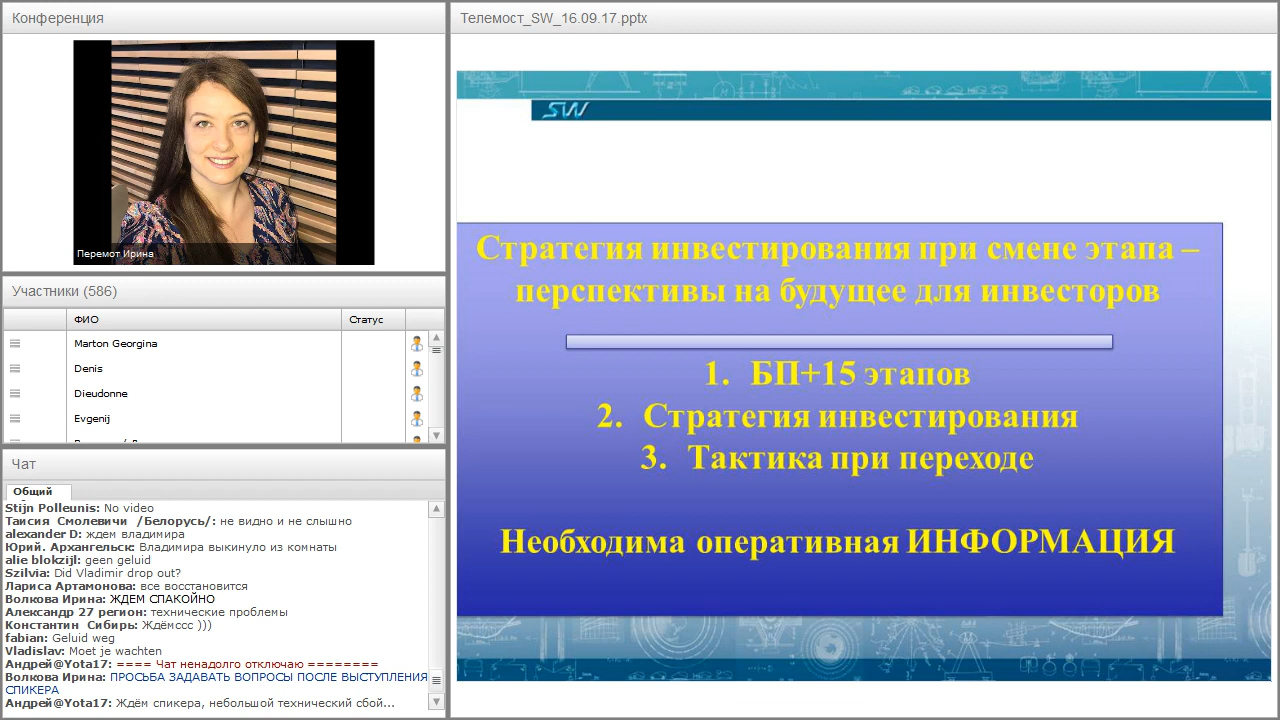 Конференция
Перемот Ирина
Участники (586)
ФИО
Статус
Marton Georgina
Denis
Dieudonne
Evgenij
Чат
Общий
Stijn Polleunis: No video
Таисия Смолевичи /Белорусь/: не видно и не слышно
alexander D: ждем владимира
Юрий. Архангельск: Владимира выкинуло из комнаты
alie blokzijl: geen geluid
Szilvia: Did Vladimir drop out?
Лариса Артамонова: все восстановится
Волкова Ирина: ЖДЕМ СПАКОЙНО
Александр 27 регион: технические проблемы
Константин Сибирь: Ждёмссс )))
fabian: Geluid weg
Vladislav: Moet je wachten
Андрей@Yota17: ==== Чат ненадолго отключаю ========
Волкова Ирина: ПРОСЬБА ЗАДАВАТЬ ВОПРОСЫ ПОСЛЕ ВЫСТУПЛЕНИЯ
СПИКЕРА
Андрей@Yota17: Ждём спикера, небольшой технический сбой...
Телемост_SW_16.09.17.pptx
SW
Стратегия инвестирования при смене этапа –
перспективы на будущее для инвесторов
1. БП+15 этапов
2. Стратегия инвестирования
3. Тактика при переходе
Необходима оперативная ИНФОРМАЦИЯ